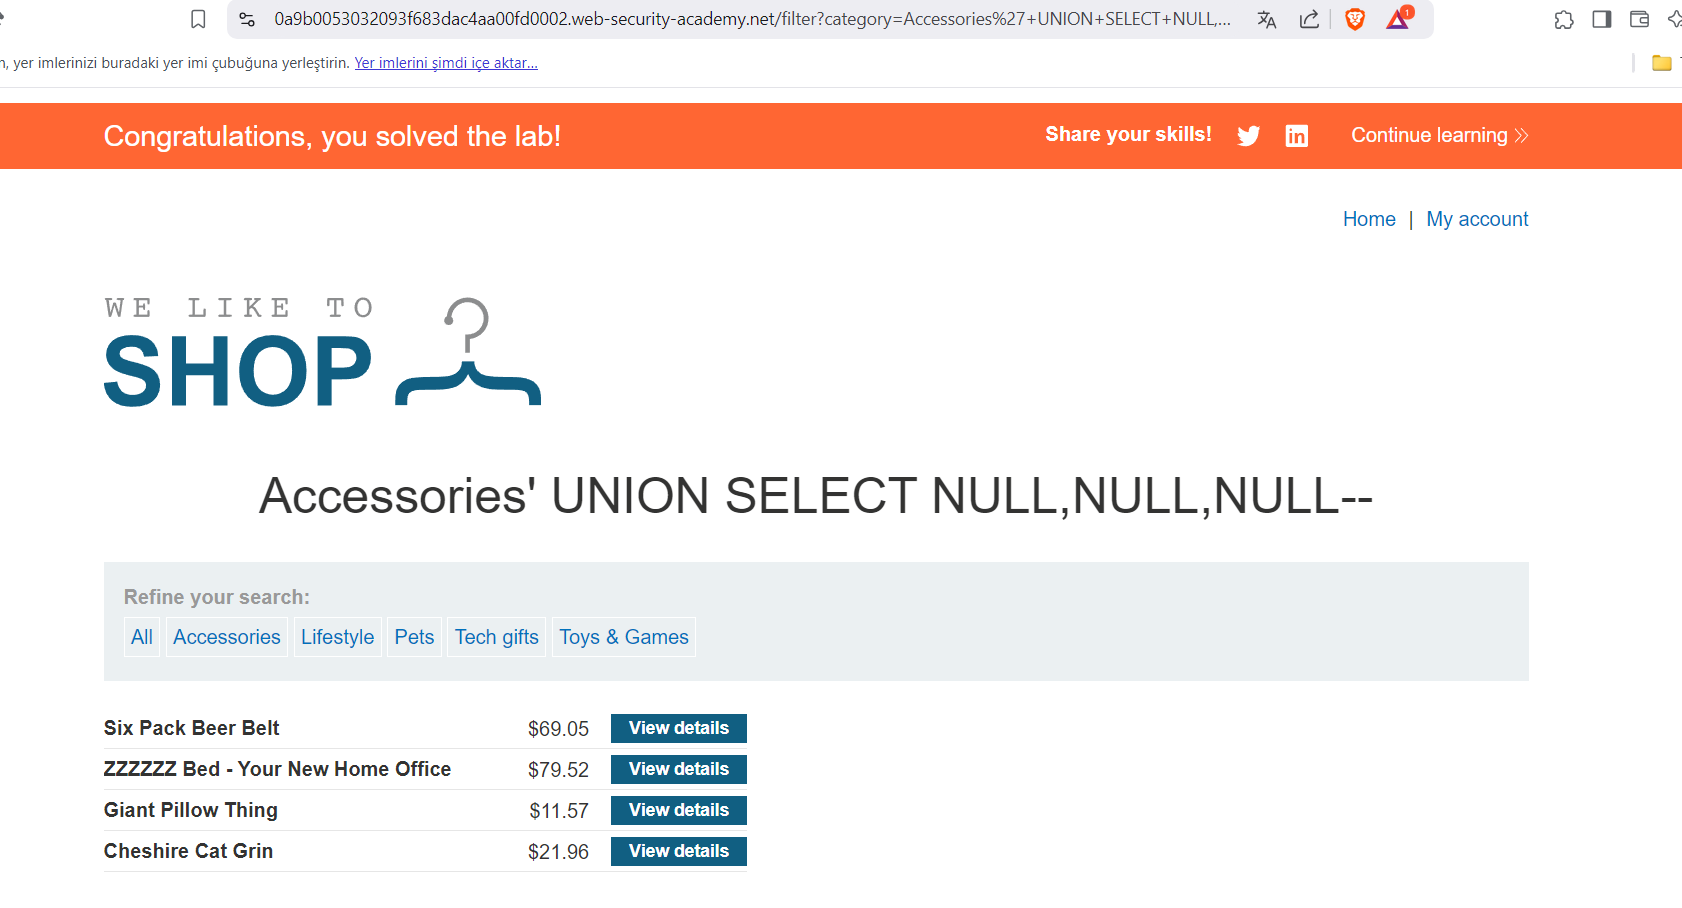 0a9b0053032093f683dac4aa00fd0002.web-security-academy.net/filter?category=Accessories%27+UNION+SELECT+NULL,...
1
, yer imlerinizi buradaki yer imi çubuğuna yerleştirin. Yer imlerini şimdi içe aktar...
Congratulations, you solved the lab!
Share your skills!
Continue learning
Home | My account
WE LIKE TO
SHOP
Accessories' UNION SELECT NULL,NULL,NULL--
Refine your search:
All Accessories Lifestyle Pets Tech gifts Toys & Games
Six Pack Beer Belt $69.05 View details
ZZZZZZ Bed - Your New Home Office $79.52 View details
Giant Pillow Thing $11.57 View details
Cheshire Cat Grin $21.96 View details